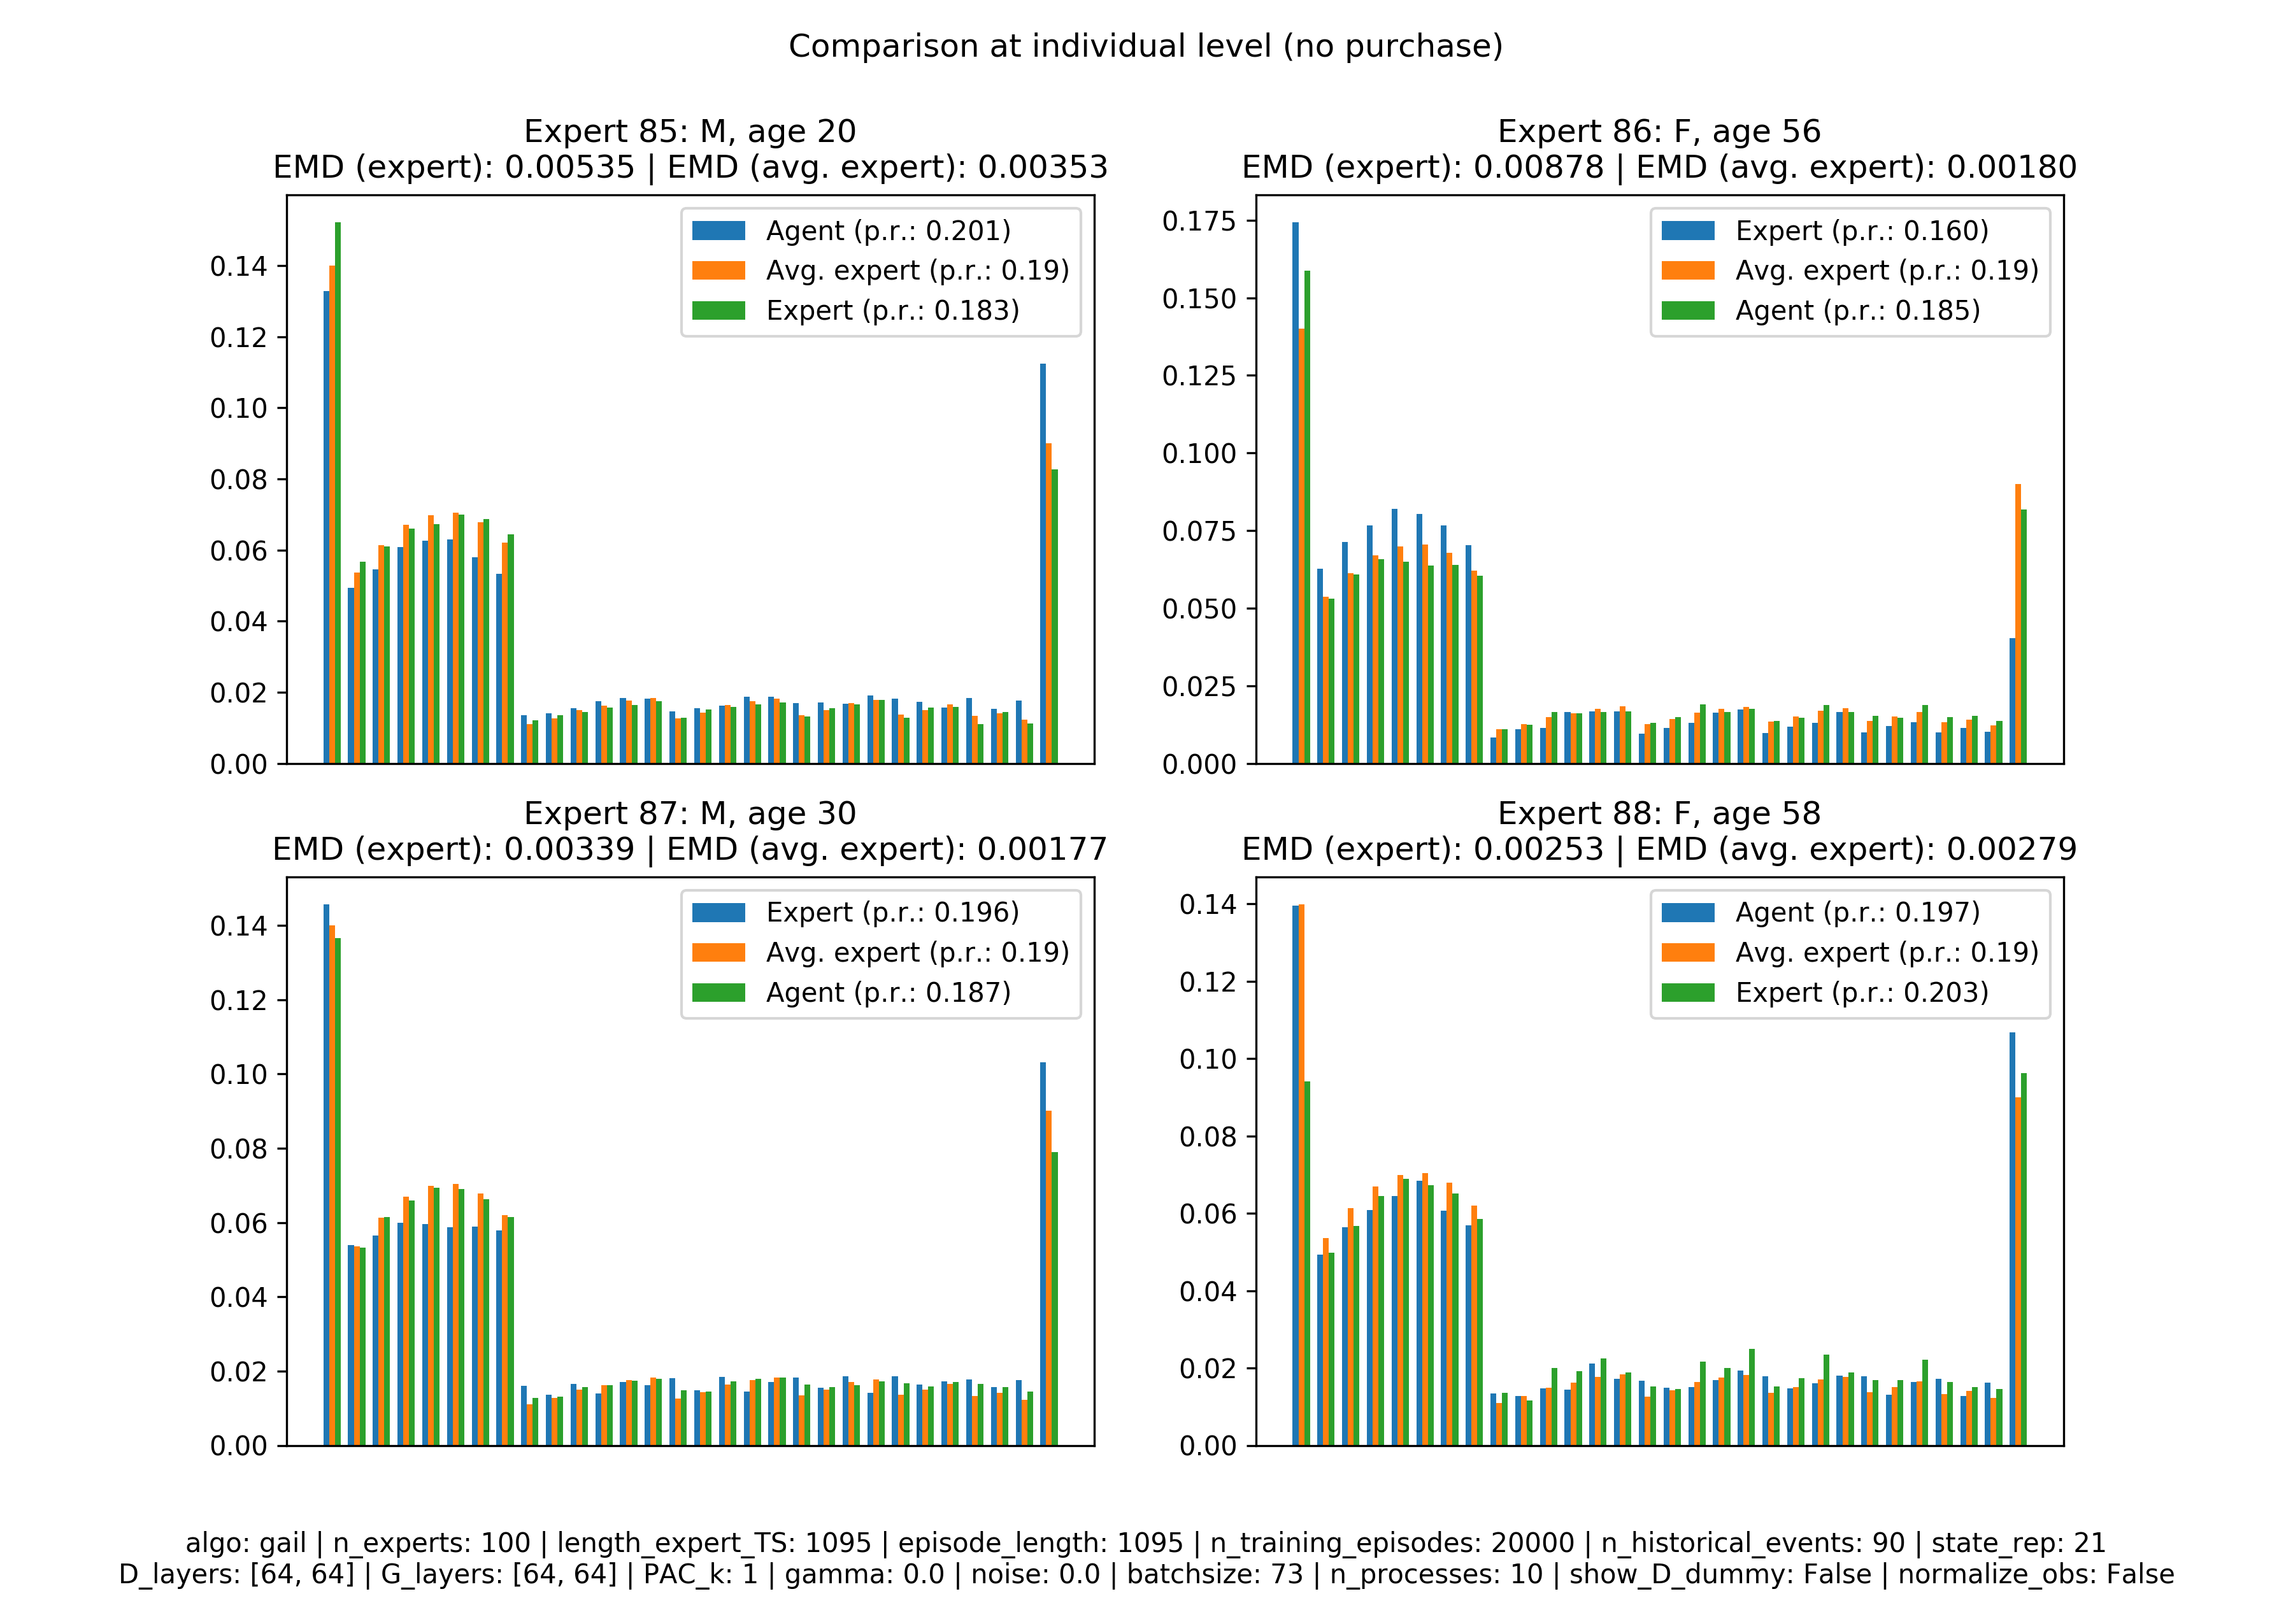 Comparison at individual level (no purchase)
Expert 85: M, age 20
EMD (expert): 0.00535 | EMD (avg. expert): 0.00353
0.14
0.12
0.10
0.08
0.06
0.04
0.02
0.00
Agent (p.r.: 0.201)
Avg. expert (p.r.: 0.19)
Expert (p.r.: 0.183)
Expert 86: F, age 56
EMD (expert): 0.00878 | EMD (avg. expert): 0.00180
0.175
0.150
0.125
0.100
0.075
0.050
0.025
0.000
Expert (p.r.: 0.160)
Avg. expert (p.r.: 0.19)
Agent (p.r.: 0.185)
Expert 87: M, age 30
EMD (expert): 0.00339 | EMD (avg. expert): 0.00177
0.14
0.12
0.10
0.08
0.06
0.04
0.02
0.00
Expert (p.r.: 0.196)
Avg. expert (p.r.: 0.19)
Agent (p.r.: 0.187)
Expert 88: F, age 58
EMD (expert): 0.00253 | EMD (avg. expert): 0.00279
0.14
0.12
0.10
0.08
0.06
0.04
0.02
0.00
Agent (p.r.: 0.197)
Avg. expert (p.r.: 0.19)
Expert (p.r.: 0.203)
algo: gail | n_experts: 100 | length_expert_TS: 1095 | episode_length: 1095 | n_training_episodes: 20000 | n_historical_events: 90 | state_rep: 21
D_layers: [64, 64] | G_layers: [64, 64] | PAC_k: 1 | gamma: 0.0 | noise: 0.0 | batchsize: 73 | n_processes: 10 | show_D_dummy: False | normalize_obs: False